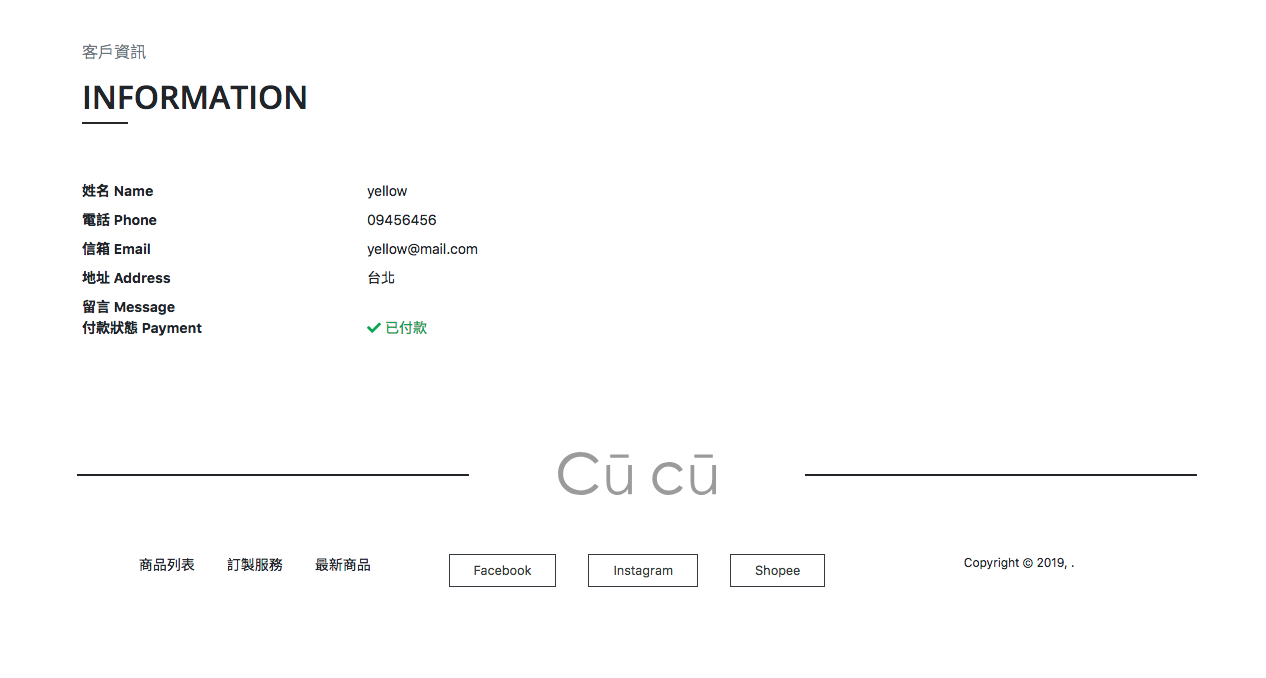 客戶資訊
INFORMATION
姓名 Name yellow
電話 Phone 09456456
信箱 Email yellow@mail.com
地址 Address 台北
留言 Message
付款狀態 Payment 已付款
Cū cū
商品列表 訂製服務 最新商品 Facebook Instagram Shopee Copyright © 2019, .